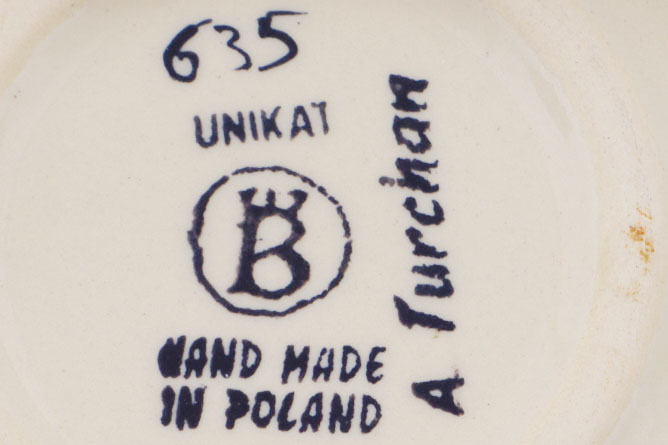 635
UNIKAT
B
HAND MADE
IN POLAND
A Turchan